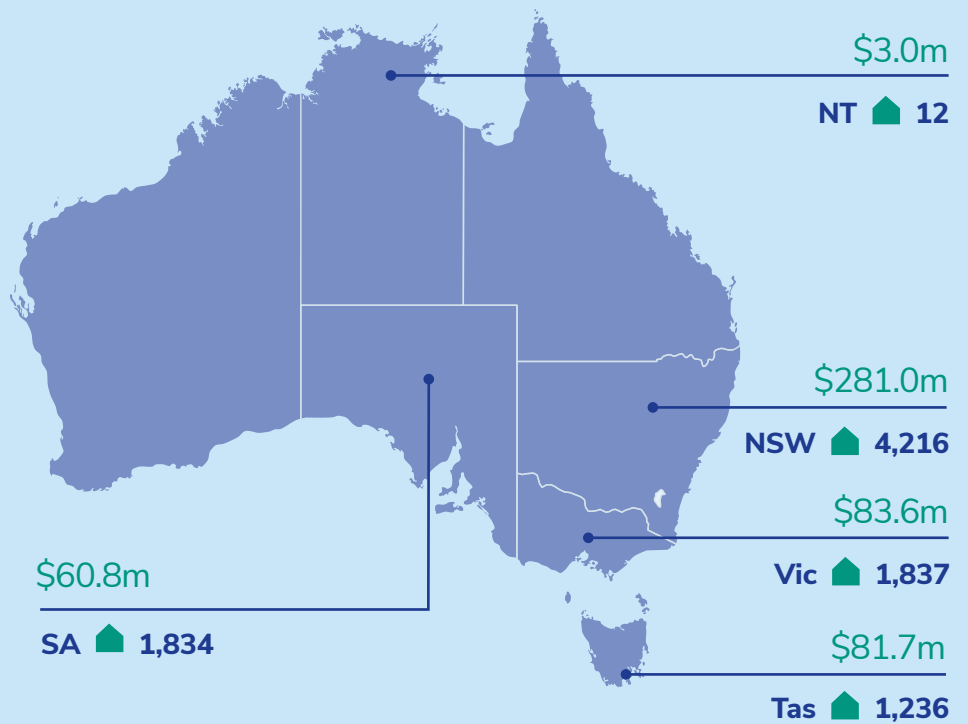 $3.0m
NT 12
$281.0m
NSW 4,216
$83.6m
Vic 1,837
$60.8m
SA 1,834
$81.7m
Tas 1,236